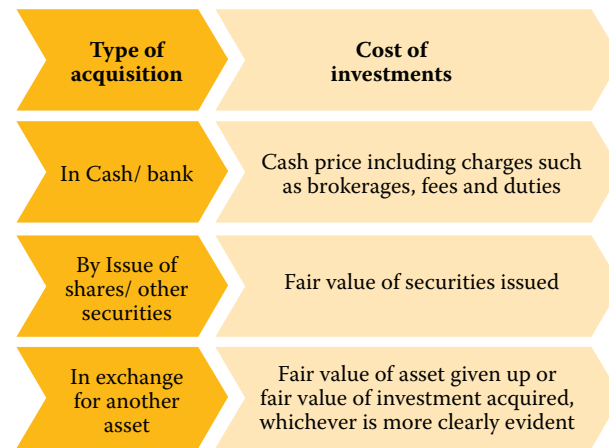 Type of
acquisition
Cost of
investments
In Cash/ bank
Cash price including charges such
as brokerages, fees and duties
By Issue of
shares/ other
securities
Fair value of securities issued
In exchange
for another
asset
Fair value of asset given up or
fair value of investment acquired,
whichever is more clearly evident